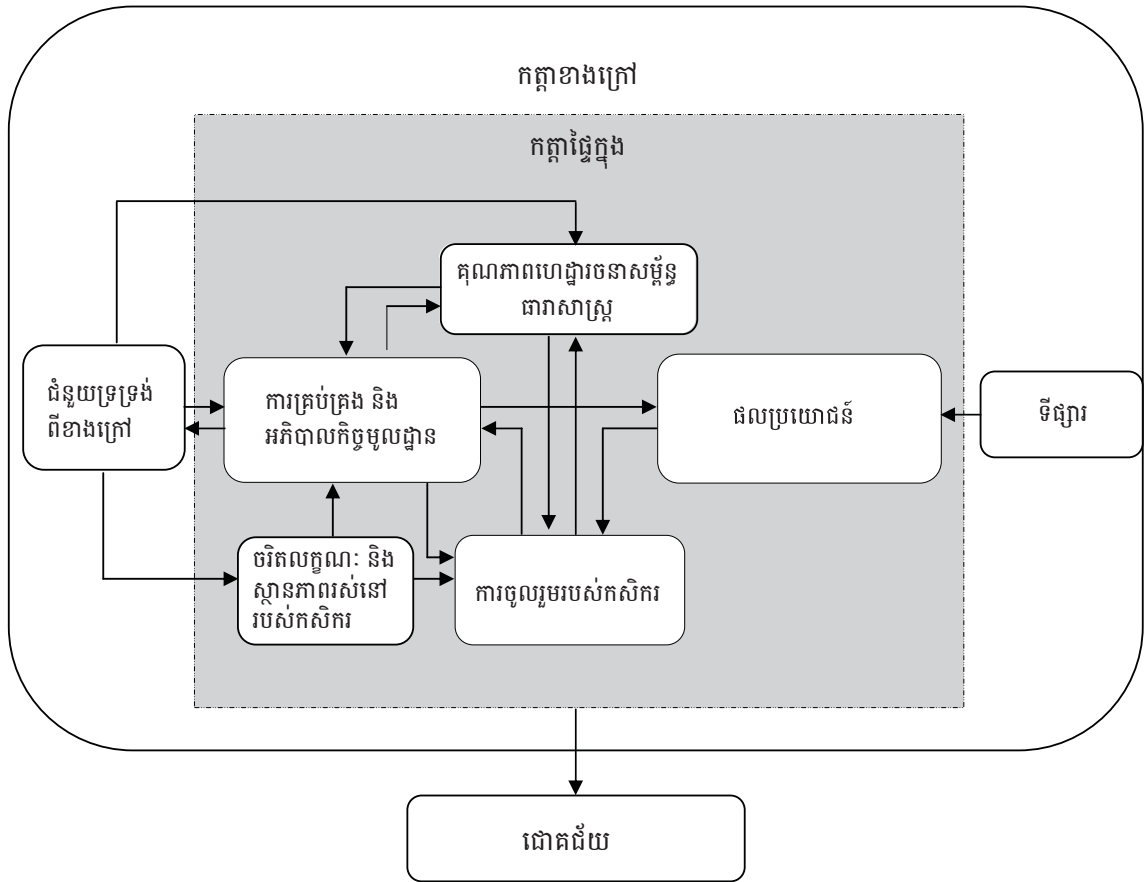 កត្តាខាងក្រៅ
កត្តាផ្ទៃក្នុង
គុណភាពហេដ្ឋារចនាសម្ព័ន្ធ
ធារាសាស្ត្រ
ជំនួយទ្រទ្រង់
ពីខាងក្រៅ
ការគ្រប់គ្រង និង
អភិបាលកិច្ចមូលដ្ឋាន
ផលប្រយោជន៍
ទីផ្សារ
ចរិតលក្ខណៈ និង
ស្ថានភាពរស់នៅ
របស់កសិករ
ការចូលរួមរបស់កសិករ
ជោគជ័យ